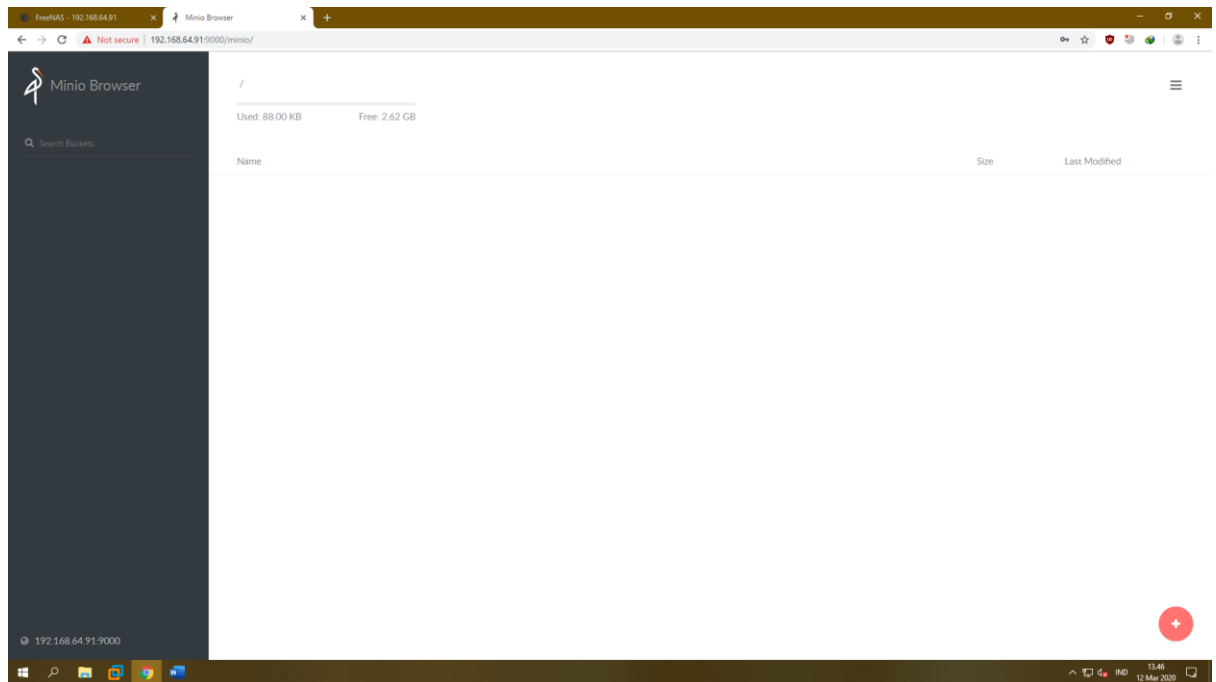 FreeNAS - 192.168.64.91
Minio Browser
Not secure | 192.168.64.91:9000/minio/
Minio Browser
/
Used: 88.00 KB Free: 2.62 GB
Search Buckets...
Name Size Last Modified
192.168.64.91:9000
IND
13.46
12 Mar 2020